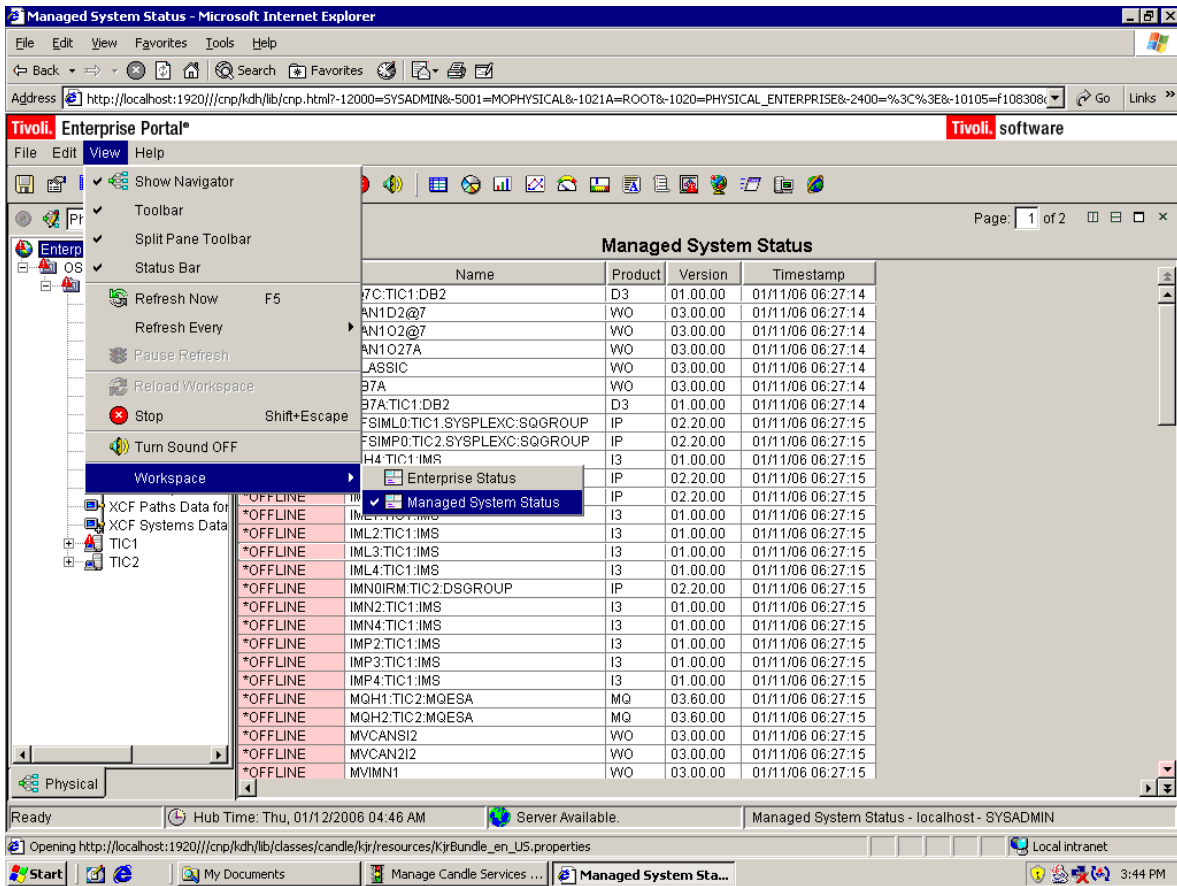 Managed System Status - Microsoft Internet Explorer
File Edit View Favorites Tools Help
Back Search Favorites
Address http://localhost:1920///cnp/kdh/lib/cnp.html?-12000=SYSADMIN&-5001=MOPHYSICAL&-1021A=ROOT&-1020=PHYSICAL_ENTERPRISE&-2400=%3C%3E&-10105=f108308 Go Links »
Tivoli. Enterprise Portal® Tivoli. software
File Edit View Help
Show Navigator
Toolbar
Split Pane Toolbar
Status Bar
Refresh Now F5
Refresh Every
Pause Refresh
Reload Workspace
Stop Shift+Escape
Turn Sound OFF
Workspace
Enterprise Status
Managed System Status
Ph
Page: 1 of 2
Enterp
OS
XCF Paths Data for
XCF Systems Data
TIC1
TIC2
Physical
Managed System Status
Name Product Version Timestamp
7C:TIC1:DB2 D3 01.00.00 01/11/06 06:27:14
AN1D2@7 WO 03.00.00 01/11/06 06:27:14
AN1O2@7 WO 03.00.00 01/11/06 06:27:14
AN1O27A WO 03.00.00 01/11/06 06:27:14
LASSIC WO 03.00.00 01/11/06 06:27:14
B7A WO 03.00.00 01/11/06 06:27:14
B7A:TIC1:DB2 D3 01.00.00 01/11/06 06:27:14
FSIML0:TIC1.SYSPLEXC:SQGROUP IP 02.20.00 01/11/06 06:27:15
FSIMP0:TIC2.SYSPLEXC:SQGROUP IP 02.20.00 01/11/06 06:27:15
H4:TIC1:IMS I3 01.00.00 01/11/06 06:27:15
IP 02.20.00 01/11/06 06:27:15
*OFFLINE IP 02.20.00 01/11/06 06:27:15
*OFFLINE I3 01.00.00 01/11/06 06:27:15
*OFFLINE IML2:TIC1:IMS I3 01.00.00 01/11/06 06:27:15
*OFFLINE IML3:TIC1:IMS I3 01.00.00 01/11/06 06:27:15
*OFFLINE IML4:TIC1:IMS I3 01.00.00 01/11/06 06:27:15
*OFFLINE IMN0IRM:TIC2:DSGROUP IP 02.20.00 01/11/06 06:27:15
*OFFLINE IMN2:TIC1:IMS I3 01.00.00 01/11/06 06:27:15
*OFFLINE IMN4:TIC1:IMS I3 01.00.00 01/11/06 06:27:15
*OFFLINE IMP2:TIC1:IMS I3 01.00.00 01/11/06 06:27:15
*OFFLINE IMP3:TIC1:IMS I3 01.00.00 01/11/06 06:27:15
*OFFLINE IMP4:TIC1:IMS I3 01.00.00 01/11/06 06:27:15
*OFFLINE MQH1:TIC2:MQESA MQ 03.60.00 01/11/06 06:27:15
*OFFLINE MQH2:TIC2:MQESA MQ 03.60.00 01/11/06 06:27:15
*OFFLINE MVCANSI2 WO 03.00.00 01/11/06 06:27:15
*OFFLINE MVCAN2I2 WO 03.00.00 01/11/06 06:27:15
*OFFLINE MVIMN1 WO 03.00.00 01/11/06 06:27:15
Ready Hub Time: Thu, 01/12/2006 04:46 AM Server Available. Managed System Status - localhost - SYSADMIN
Opening http://localhost:1920///cnp/kdh/lib/classes/candle/kjr/resources/KjrBundle_en_US.properties Local intranet
Start My Documents Manage Candle Services ... Managed System Sta... 3:44 PM